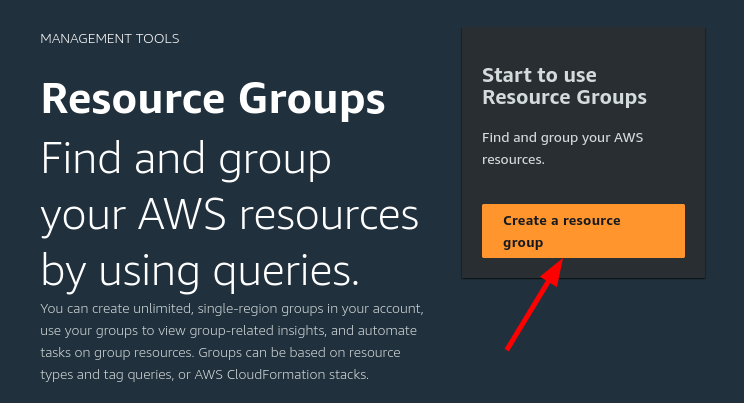 MANAGEMENT TOOLS
Resource Groups
Find and group
your AWS resources
by using queries.
You can create unlimited, single-region groups in your account,
use your groups to view group-related insights, and automate
tasks on group resources. Groups can be based on resource
types and tag queries, or AWS CloudFormation stacks.
Start to use
Resource Groups
Find and group your AWS
resources.
Create a resource
group